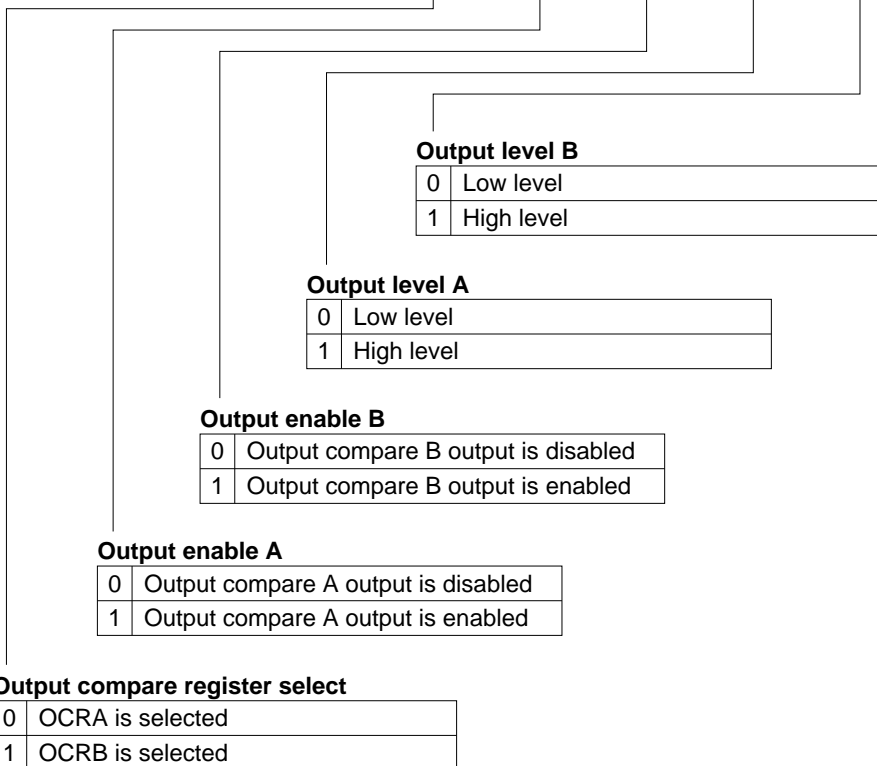 Output level B
0 Low level
1 High level
Output level A
0 Low level
1 High level
Output enable B
0 Output compare B output is disabled
1 Output compare B output is enabled
Output enable A
0 Output compare A output is disabled
1 Output compare A output is enabled
Output compare register select
0 OCRA is selected
1 OCRB is selected